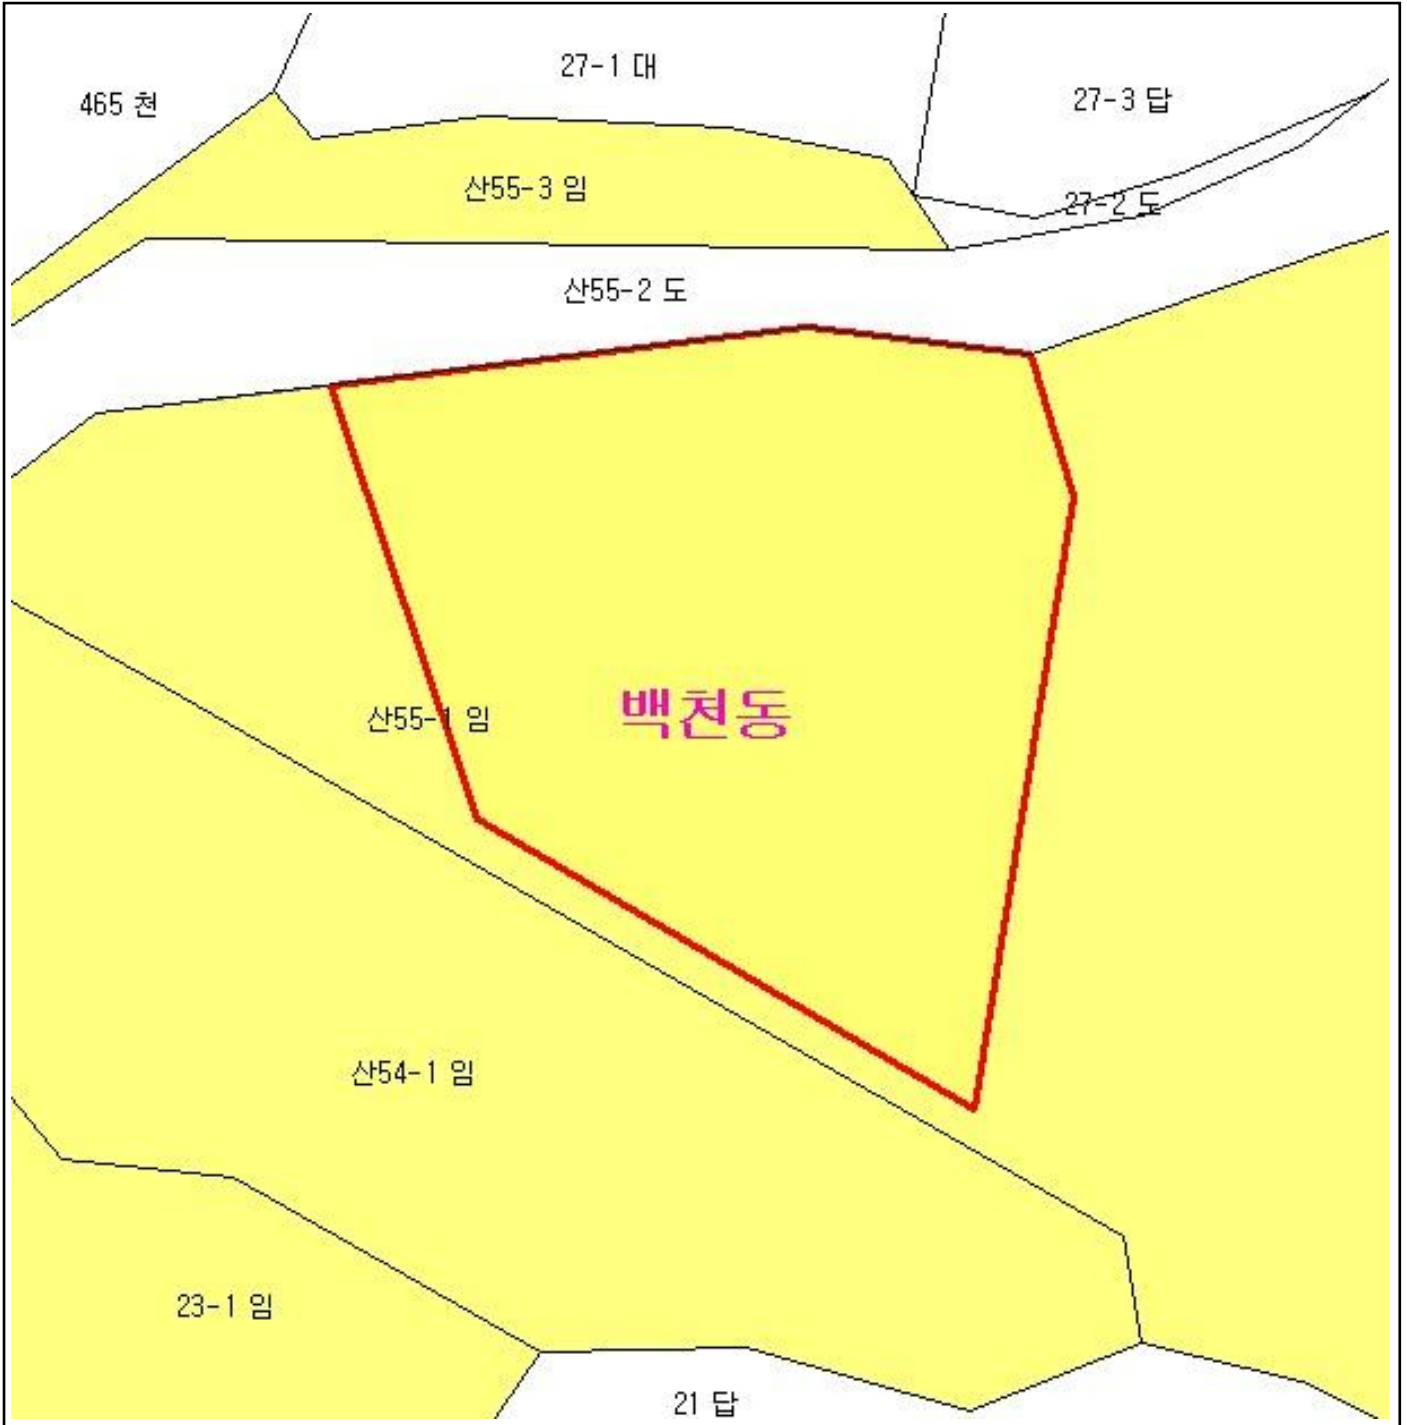 27-1 대
465 천
27-3 답
산55-3 임
27-2 도
산55-2 도
산55-1 임
백천동
산54-1 임
23-1 임
21 답